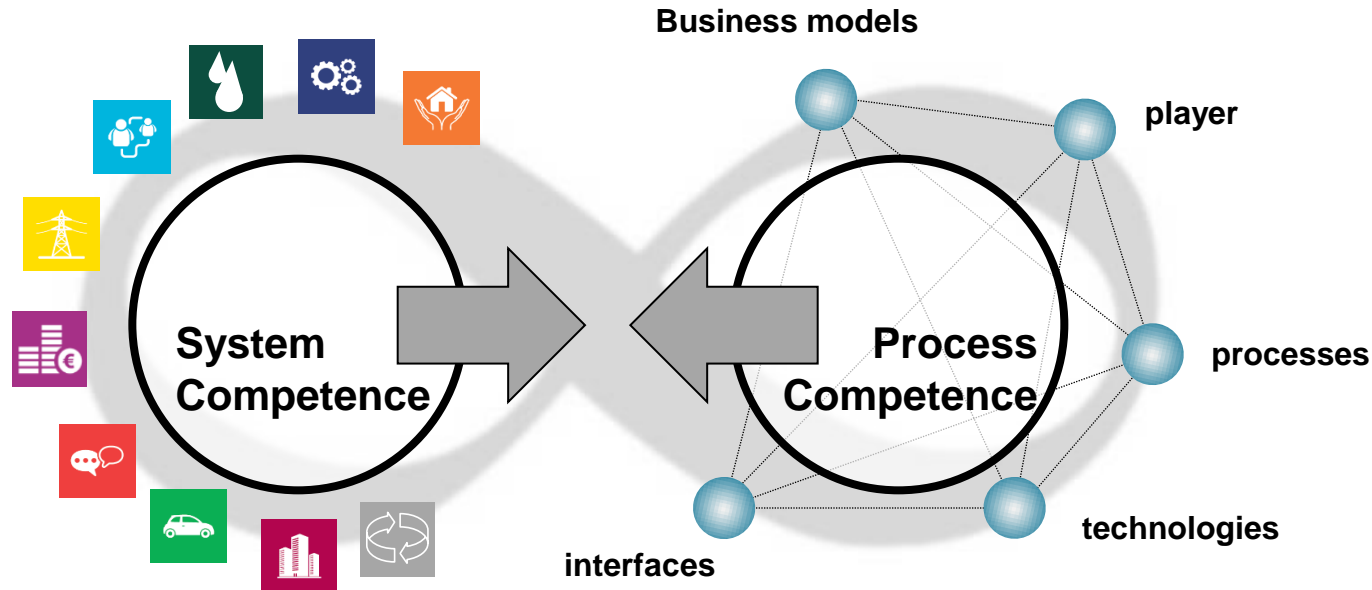 Business models
player
System
Competence
Process
Competence
processes
technologies
interfaces
€